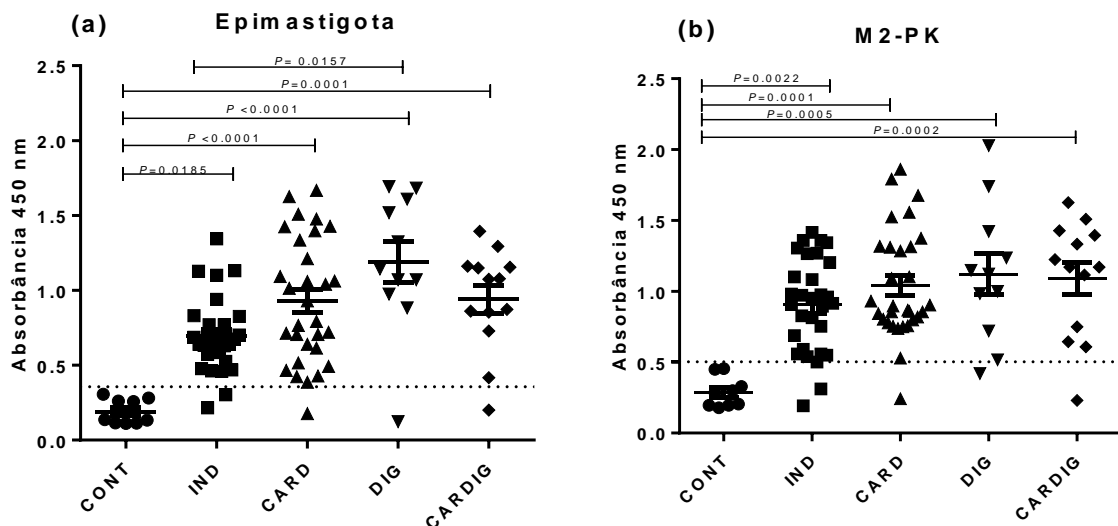 (a)
Epimastigota
Absorbância 450 nm
2.5
2.0
1.5
1.0
0.5
0.0
P= 0.0157
P=0.0001
P <0.0001
P <0.0001
P=0.0185
CONT
IND
CARD
DIG
CARDIG
(b)
M2-PK
Absorbância 450 nm
2.5
2.0
1.5
1.0
0.5
0.0
P=0.0022
P=0.0001
P=0.0005
P=0.0002
CONT
IND
CARD
DIG
CARDIG